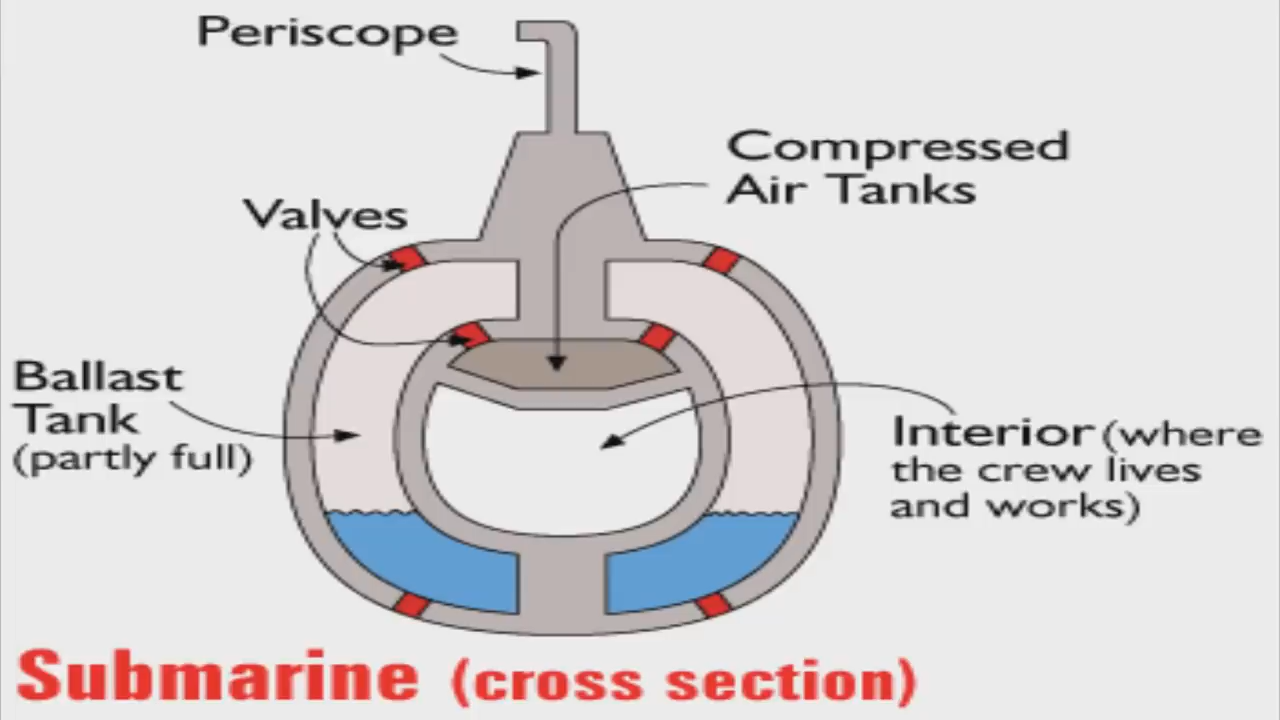 Periscope
Compressed
Air Tanks
Valves
Ballast
Tank
(partly full)
Interior (where
the crew lives
and works)
Submarine (cross section)